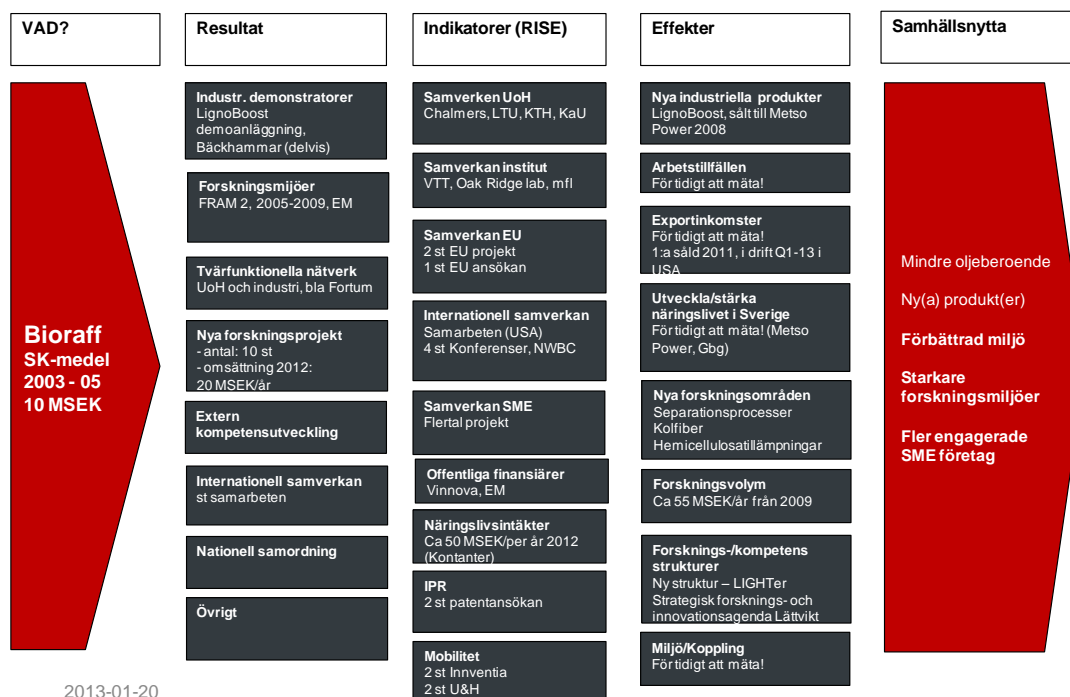 VAD?
Resultat
Indikatorer (RISE)
Effekter
Samhällsnytta
Bioraff
SK-medel
2003 - 05
10 MSEK
Industr. demonstratorer
LignoBoost
demoanläggning,
Bäckhammar (delvis)
Forskningsmijöer
FRAM 2, 2005-2009, EM
Tvärfunktionella nätverk
UoH och industri, bla Fortum
Nya forskningsprojekt
- antal: 10 st
- omsättning 2012:
20 MSEK/år
Extern
kompetensutveckling
Internationell samverkan
st samarbeten
Nationell samordning
Övrigt
Samverken UoH
Chalmers, LTU, KTH, KaU
Samverkan institut
VTT, Oak Ridge lab, mfl
Samverkan EU
2 st EU projekt
1 st EU ansökan
Internationell samverkan
Samarbeten (USA)
4 st Konferenser, NWBC
Samverkan SME
Flertal projekt
Offentliga finansiärer
Vinnova, EM
Näringslivsintäkter
Ca 50 MSEK/per år 2012
(Kontanter)
IPR
2 st patentansökan
Mobilitet
2 st Innventia
2 st U&H
Nya industriella produkter
LignoBoost, sålt till Metso
Power 2008
Arbetstillfällen
För tidigt att mäta!
Exportinkomster
För tidigt att mäta!
1:a såld 2011, i drift Q1-13 i
USA
Utveckla/stärka
näringslivet i Sverige
För tidigt att mäta! (Metso
Power, Gbg)
Nya forskningsområden
Separationsprocesser
Kolfiber
Hemicellulosatillämpningar
Forskningsvolym
Ca 55 MSEK/år från 2009
Forsknings-/kompetens
strukturer
Ny struktur – LIGHTer
Strategisk forsknings- och
innovationsagenda Lättvikt
Miljö/Koppling
För tidigt att mäta!
Mindre oljeberoende
Ny(a) produkt(er)
Förbättrad miljö
Starkare
forskningsmiljöer
Fler engagerade
SME företag
2013-01-20